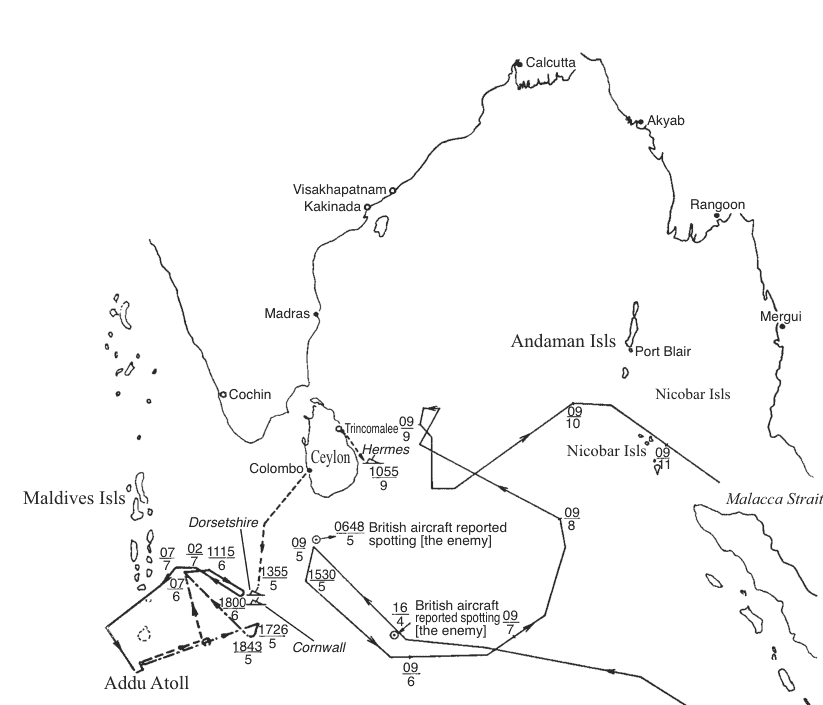 Calcutta
Akyab
Visakhapatnam
Kakinada
Rangoon
Madras
Mergui
Andaman Isls
Port Blair
Nicobar Isls
Cochin
Trincomalee
09
9
09
10
Hermes
Nicobar Isls
09
11
Ceylon
Colombo
1055
9
Maldives Isls
Malacca Strait
Dorsetshire
0648
5
British aircraft reported
spotting [the enemy]
09
8
09
5
07
7
02
7
1115
6
1355
5
1530
5
07
6
1800
6
16
4
British aircraft
reported spotting
[the enemy]
09
7
1726
5
1843
5
Cornwall
09
6
Addu Atoll